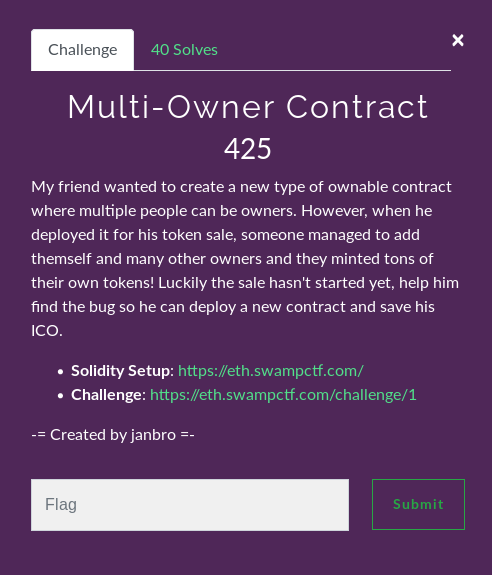 Challenge
40 Solves
×
Multi-Owner Contract
425
My friend wanted to create a new type of ownable contract
where multiple people can be owners. However, when he
deployed it for his token sale, someone managed to add
themself and many other owners and they minted tons of
their own tokens! Luckily the sale hasn't started yet, help him
find the bug so he can deploy a new contract and save his
ICO.
• Solidity Setup: https://eth.swampctf.com/
• Challenge: https://eth.swampctf.com/challenge/1
-= Created by janbro =-
Flag
Submit